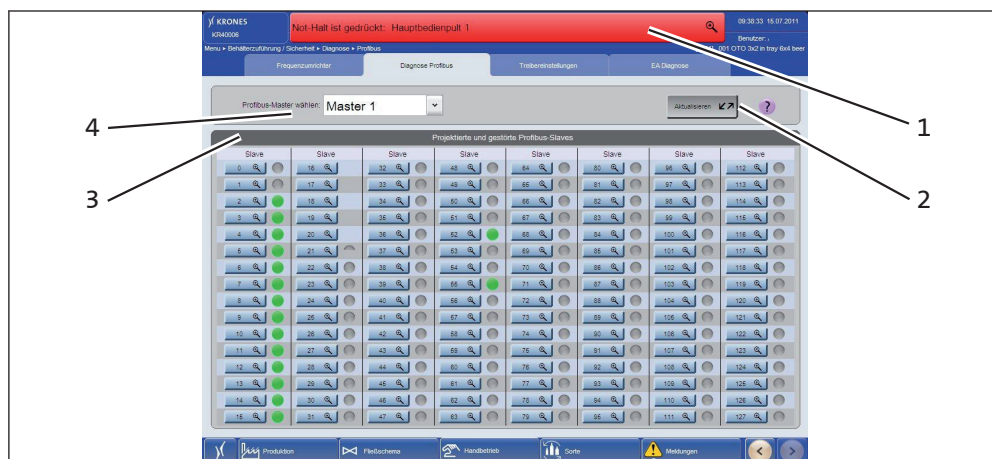 KRONES
KR40006
Not-Halt ist gedrückt: Hauptbedienpult 1
09:38:33 15.07.2011
Benutzer: ,
Menu ▸ Behälterzuführung / Sicherheit ▸ Diagnose ▸ Profibus
001 OTO 3x2 in tray 6x4 beer
Frequenzumrichter Diagnose Profibus Treibereinstellungen EA Diagnose
Profibus-Master wählen: Master 1 Aktualisieren ?
1
4
2
3
Projektierte und gestörte Profibus-Slaves
Slave Slave Slave Slave Slave Slave Slave Slave
0 16 32 48 64 80 96 112
1 17 33 49 65 81 97 113
2 18 34 50 66 82 98 114
3 19 35 51 67 83 99 115
4 20 36 52 68 84 100 116
5 21 37 53 69 85 101 117
6 22 38 54 70 86 102 118
7 23 39 55 71 87 103 119
8 24 40 56 72 88 104 120
9 25 41 57 73 89 105 121
10 26 42 58 74 90 106 122
11 27 43 59 75 91 107 123
12 28 44 60 76 92 108 124
13 29 45 61 77 93 109 125
14 30 46 62 78 94 110 126
15 31 47 63 79 95 111 127
Produktion Fließschema Handbetrieb Sorte Meldungen